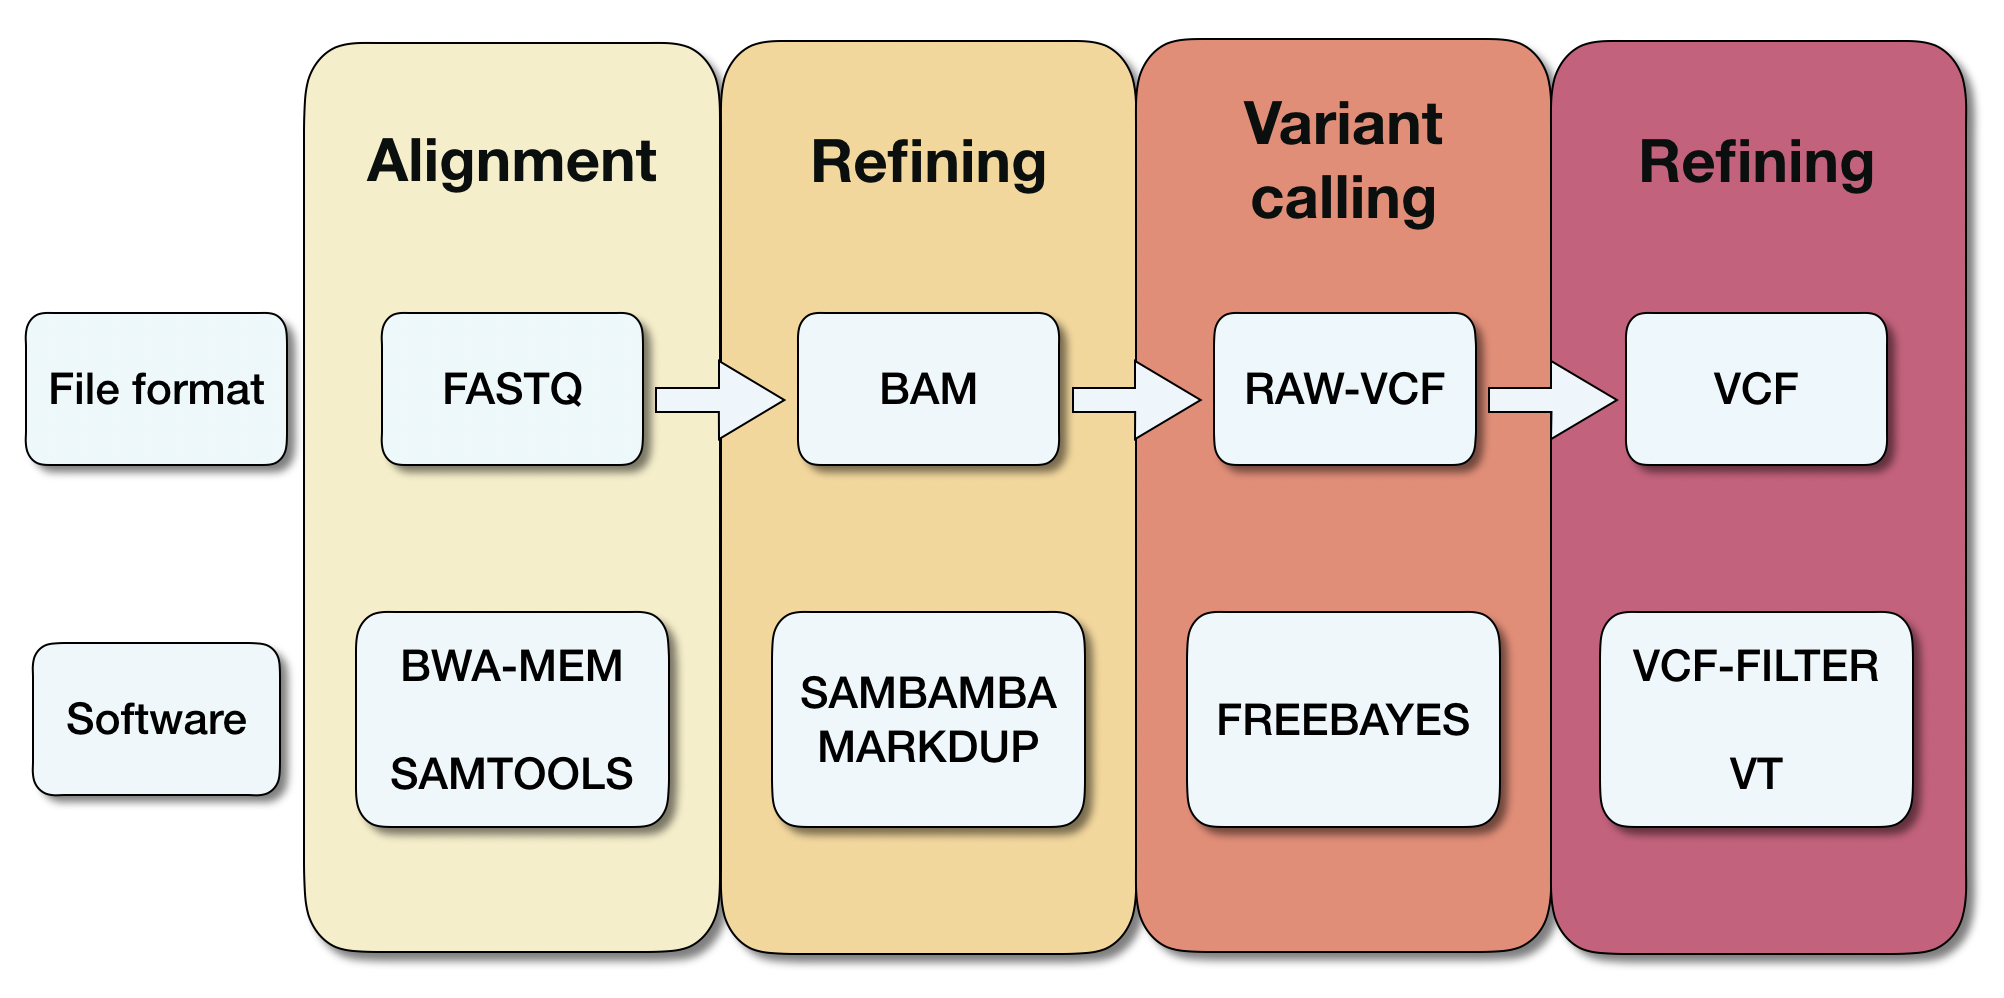 Alignment
Refining
Variant
calling
Refining
File format
FASTQ
BAM
RAW-VCF
VCF
Software
BWA-MEM
SAMTOOLS
SAMBAMBA
MARKDUP
FREEBAYES
VCF-FILTER
VT